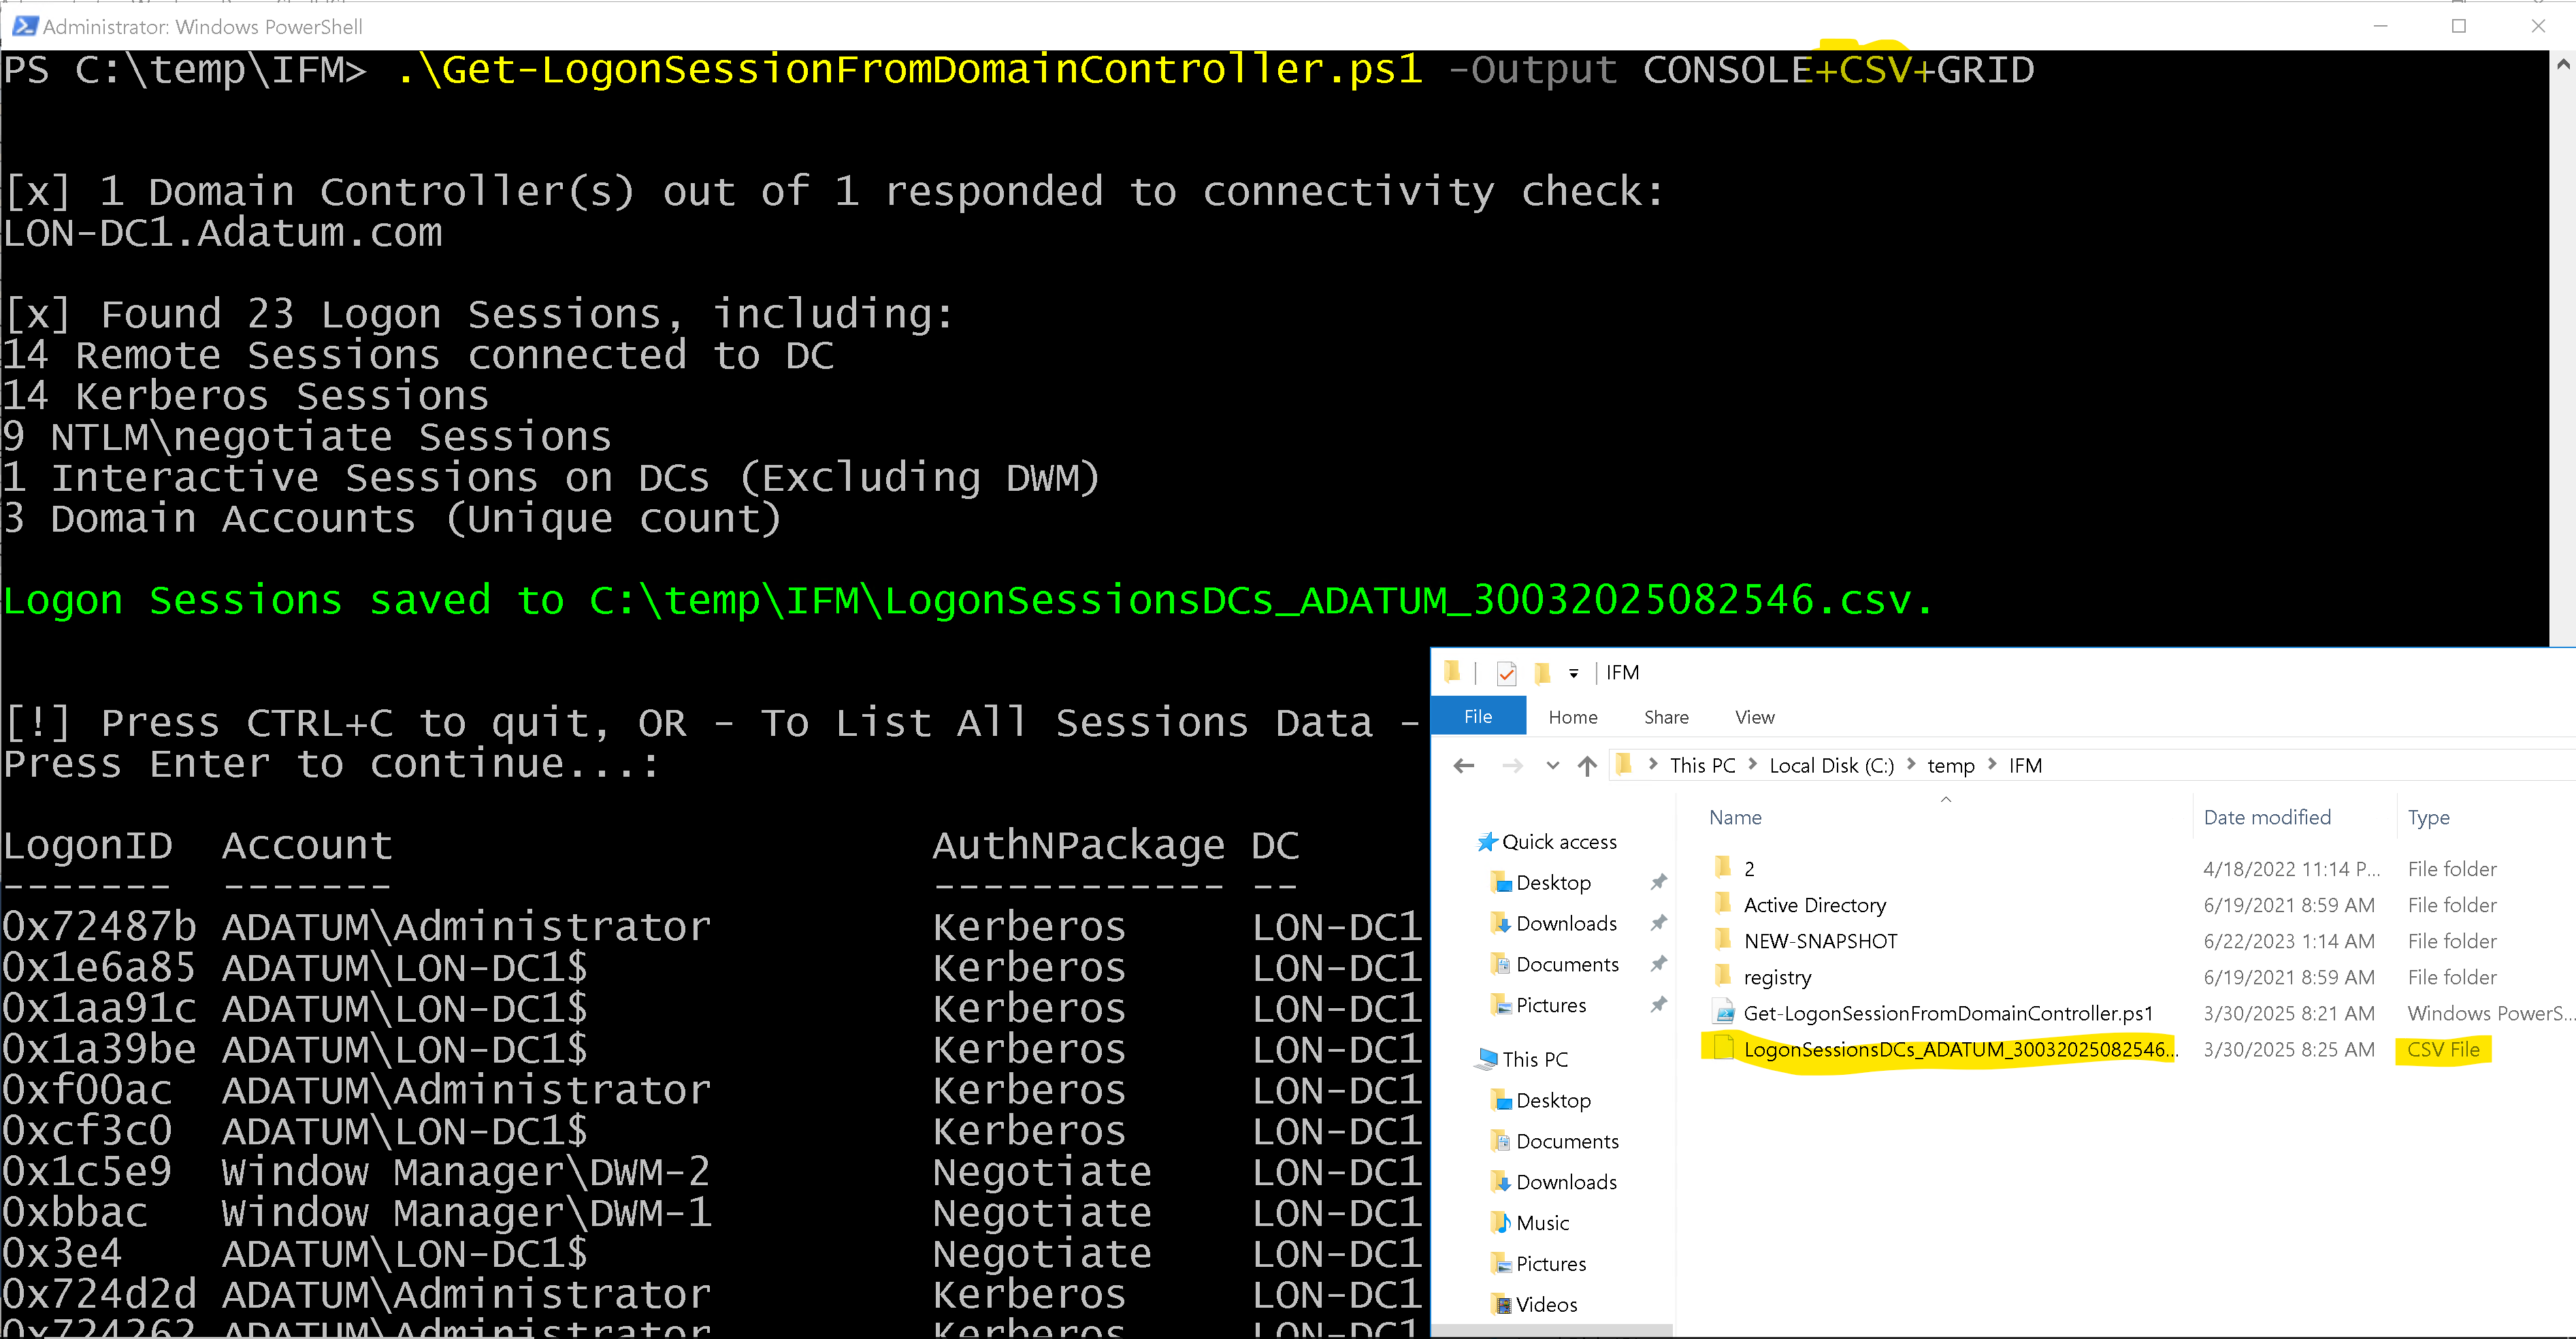 Administrator: Windows PowerShell
PS C:\temp\IFM> .\Get-LogonSessionFromDomainController.ps1 -Output CONSOLE+CSV+GRID
[x] 1 Domain Controller(s) out of 1 responded to connectivity check:
LON-DC1.Adatum.com
[x] Found 23 Logon Sessions, including:
14 Remote Sessions connected to DC
14 Kerberos Sessions
9 NTLM\negotiate Sessions
1 Interactive Sessions on DCs (Excluding DWM)
3 Domain Accounts (Unique count)
Logon Sessions saved to C:\temp\IFM\LogonSessionsDCs_ADATUM_30032025082546.csv.
[!] Press CTRL+C to quit, OR - To List All Sessions Data -
Press Enter to continue...:
LogonID Account AuthNPackage DC
------- ------- ------------ --
0x72487b ADATUM\Administrator Kerberos LON-DC1
0x1e6a85 ADATUM\LON-DC1$ Kerberos LON-DC1
0x1aa91c ADATUM\LON-DC1$ Kerberos LON-DC1
0x1a39be ADATUM\LON-DC1$ Kerberos LON-DC1
0xf00ac ADATUM\Administrator Kerberos LON-DC1
0xcf3c0 ADATUM\LON-DC1$ Kerberos LON-DC1
0x1c5e9 Window Manager\DWM-2 Negotiate LON-DC1
0xbbac Window Manager\DWM-1 Negotiate LON-DC1
0x3e4 ADATUM\LON-DC1$ Negotiate LON-DC1
0x724d2d ADATUM\Administrator Kerberos LON-DC1
0x724262 ADATUM\Administrator Kerberos LON-DC1
IFM
File Home Share View
This PC > Local Disk (C:) > temp > IFM
Name Date modified Type
Quick access
Desktop
Downloads
Documents
Pictures
This PC
Desktop
Documents
Downloads
Music
Pictures
Videos
2 4/18/2022 11:14 P... File folder
Active Directory 6/19/2021 8:59 AM File folder
NEW-SNAPSHOT 6/22/2023 1:14 AM File folder
registry 6/19/2021 8:59 AM File folder
Get-LogonSessionFromDomainController.ps1 3/30/2025 8:21 AM Windows PowerS...
LogonSessionsDCs_ADATUM_30032025082546... 3/30/2025 8:25 AM CSV File